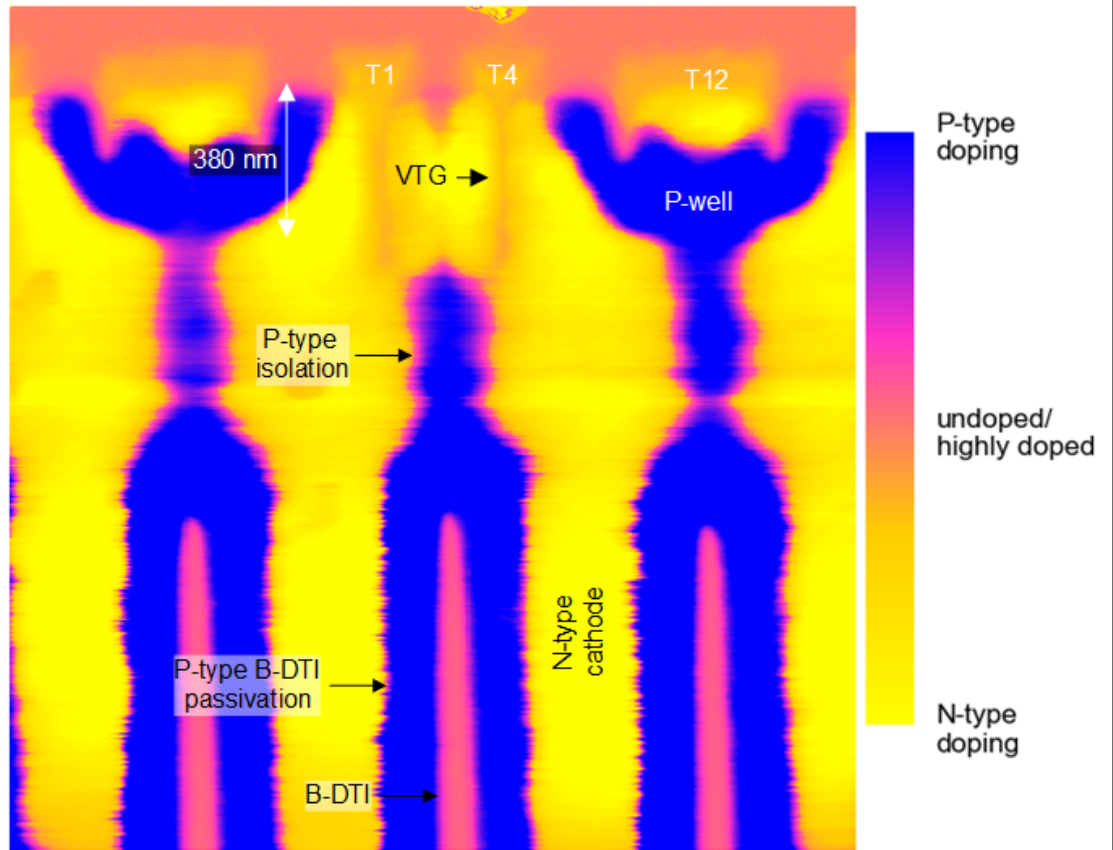 T1
T4
T12
P-type
doping
380 nm
VTG
P-well
P-type
isolation
undoped/
highly doped
N-type
cathode
P-type B-DTI
passivation
N-type
doping
B-DTI